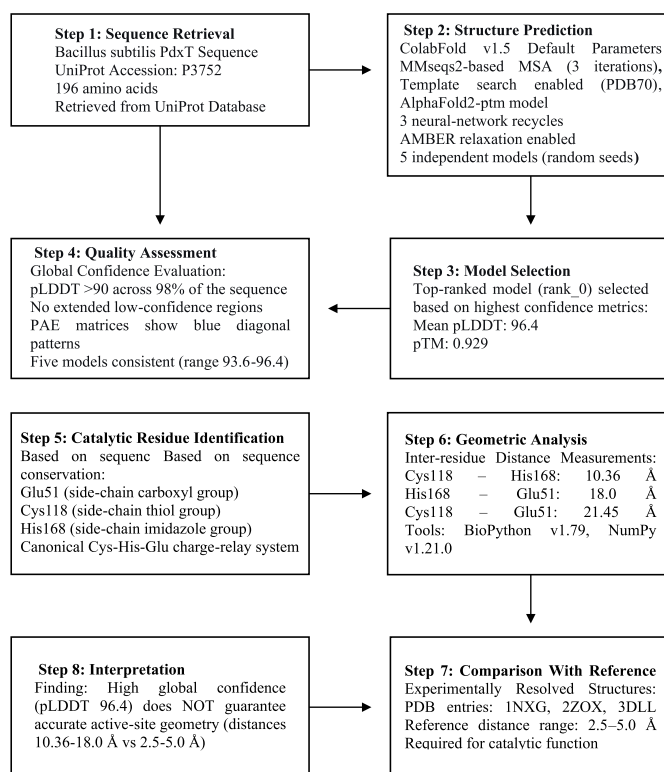 Step 1: Sequence Retrieval
Bacillus subtilis PdxT Sequence
UniProt Accession: P3752
196 amino acids
Retrieved from UniProt Database
Step 2: Structure Prediction
ColabFold v1.5 Default Parameters
MMseqs2-based MSA (3 iterations),
Template search enabled (PDB70),
AlphaFold2-ptm model
3 neural-network recycles
AMBER relaxation enabled
5 independent models (random seeds)
Step 4: Quality Assessment
Global Confidence Evaluation:
pLDDT >90 across 98% of the sequence
No extended low-confidence regions
PAE matrices show blue diagonal
patterns
Five models consistent (range 93.6-96.4)
Step 3: Model Selection
Top-ranked model (rank_0) selected
based on highest confidence metrics:
Mean pLDDT: 96.4
pTM: 0.929
Step 5: Catalytic Residue Identification
Based on sequenc Based on sequence
conservation:
Glu51 (side-chain carboxyl group)
Cys118 (side-chain thiol group)
His168 (side-chain imidazole group)
Canonical Cys-His-Glu charge-relay system
Step 6: Geometric Analysis
Inter-residue Distance Measurements:
Cys118 – His168: 10.36 Å
His168 – Glu51: 18.0 Å
Cys118 – Glu51: 21.45 Å
Tools: BioPython v1.79, NumPy
v1.21.0
Step 8: Interpretation
Finding: High global confidence
(pLDDT 96.4) does NOT guarantee
accurate active-site geometry (distances
10.36-18.0 Å vs 2.5-5.0 Å)
Step 7: Comparison With Reference
Experimentally Resolved Structures:
PDB entries: 1NXG, 2ZOX, 3DLL
Reference distance range: 2.5–5.0 Å
Required for catalytic function